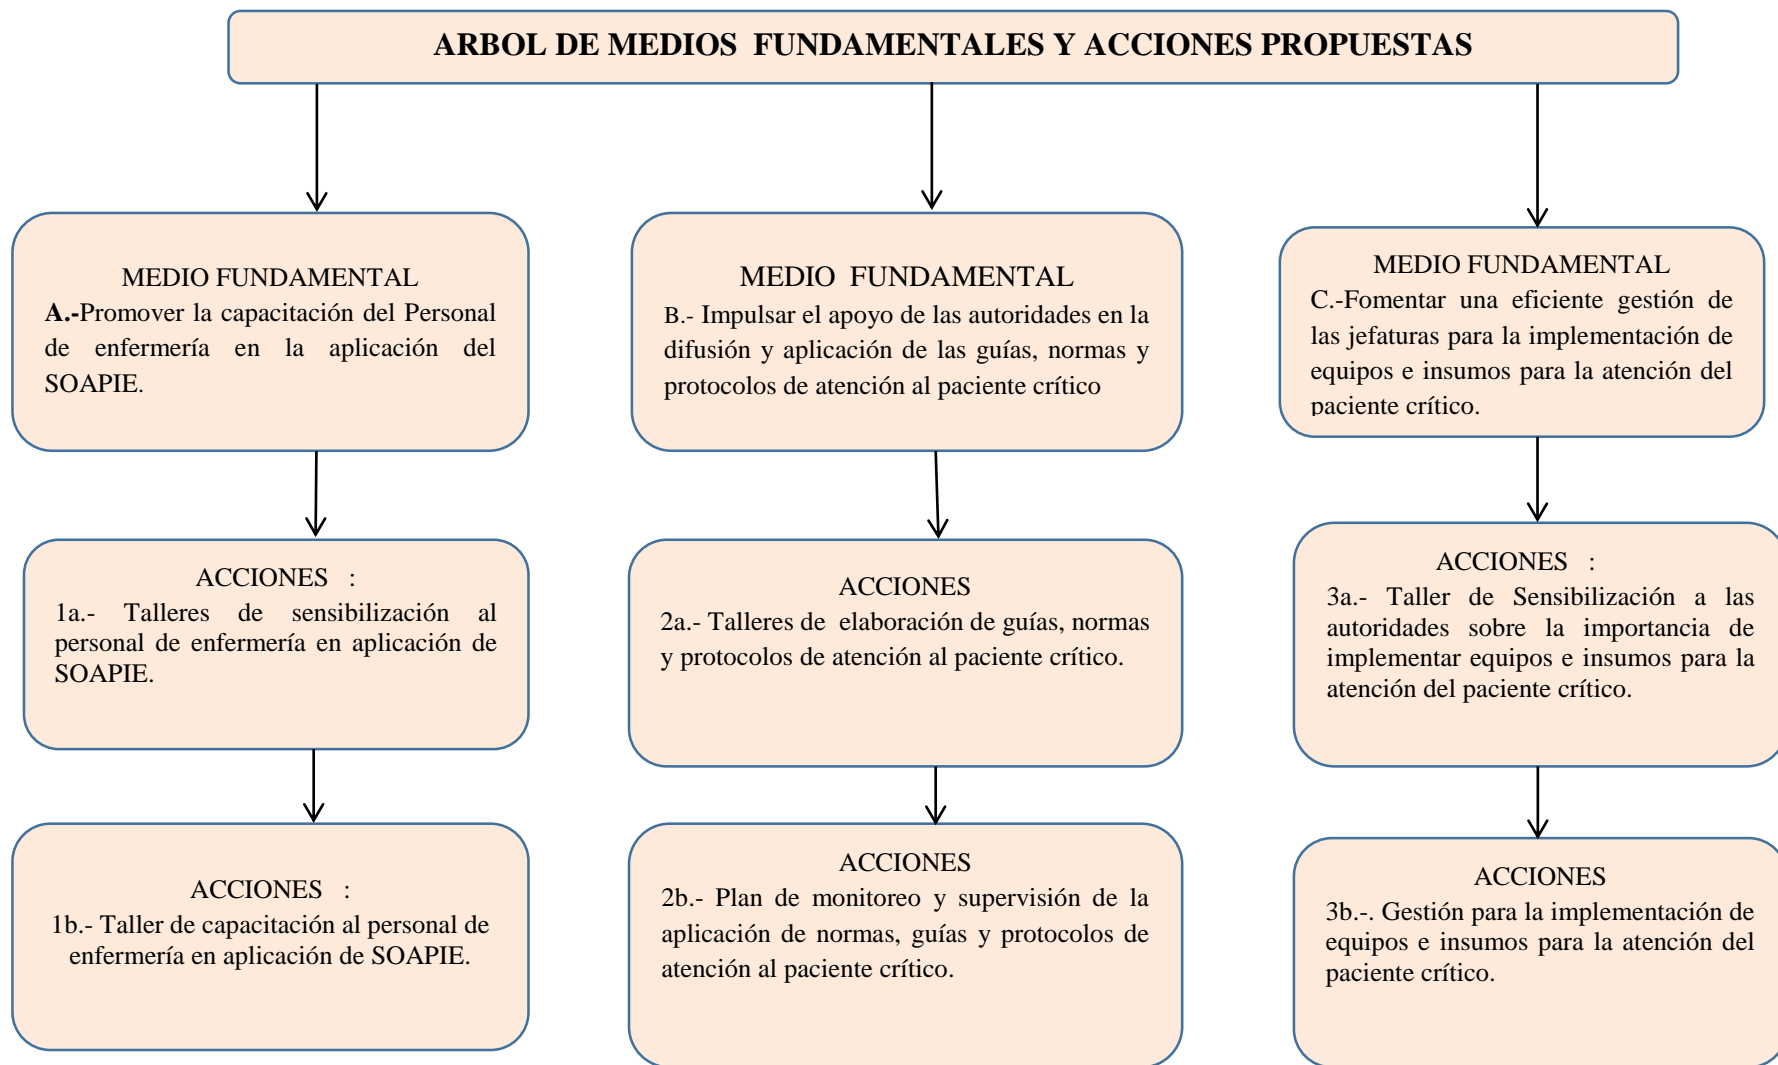 ARBOL DE MEDIOS FUNDAMENTALES Y ACCIONES PROPUESTAS
MEDIO FUNDAMENTAL
A.-Promover la capacitación del Personal
de enfermería en la aplicación del
SOAPIE.
MEDIO FUNDAMENTAL
B.- Impulsar el apoyo de las autoridades en la
difusión y aplicación de las guías, normas y
protocolos de atención al paciente crítico
MEDIO FUNDAMENTAL
C.-Fomentar una eficiente gestión de
las jefaturas para la implementación de
equipos e insumos para la atención del
paciente crítico.
ACCIONES :
1a.- Talleres de sensibilización al
personal de enfermería en aplicación de
SOAPIE.
ACCIONES
2a.- Talleres de elaboración de guías, normas
y protocolos de atención al paciente crítico.
ACCIONES :
3a.- Taller de Sensibilización a las
autoridades sobre la importancia de
implementar equipos e insumos para la
atención del paciente crítico.
ACCIONES :
1b.- Taller de capacitación al personal de
enfermería en aplicación de SOAPIE.
ACCIONES
2b.- Plan de monitoreo y supervisión de la
aplicación de normas, guías y protocolos de
atención al paciente crítico.
ACCIONES
3b.-. Gestión para la implementación de
equipos e insumos para la atención del
paciente crítico.